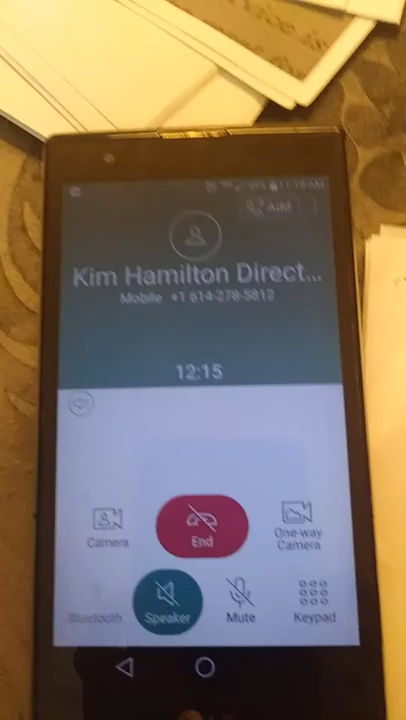 Add
Kim Hamilton Direct...
Mobile +1 614-278-5812
12:15
Camera
End
One-way
Camera
Bluetooth
Speaker
Mute
Keypad